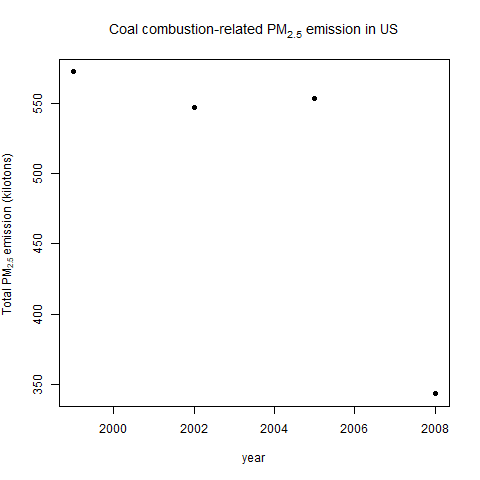 Coal combustion-related PM2.5 emission in US
Total PM2.5 emission (kilotons)
550
500
450
400
350
2000 2002 2004 2006 2008
year